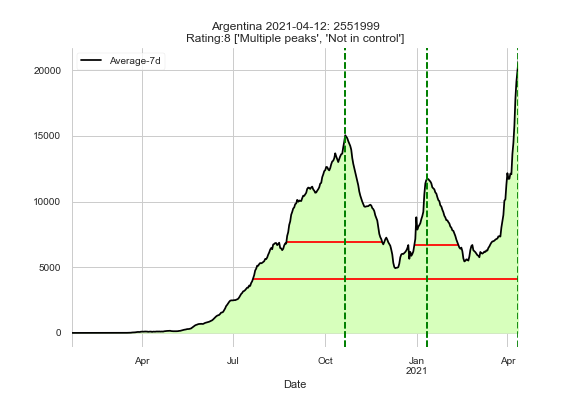 Argentina 2021-04-12: 2551999
Rating:8 ['Multiple peaks', 'Not in control']
Average-7d
20000
15000
10000
5000
0
Apr
Jul
Oct
Jan
2021
Apr
Date